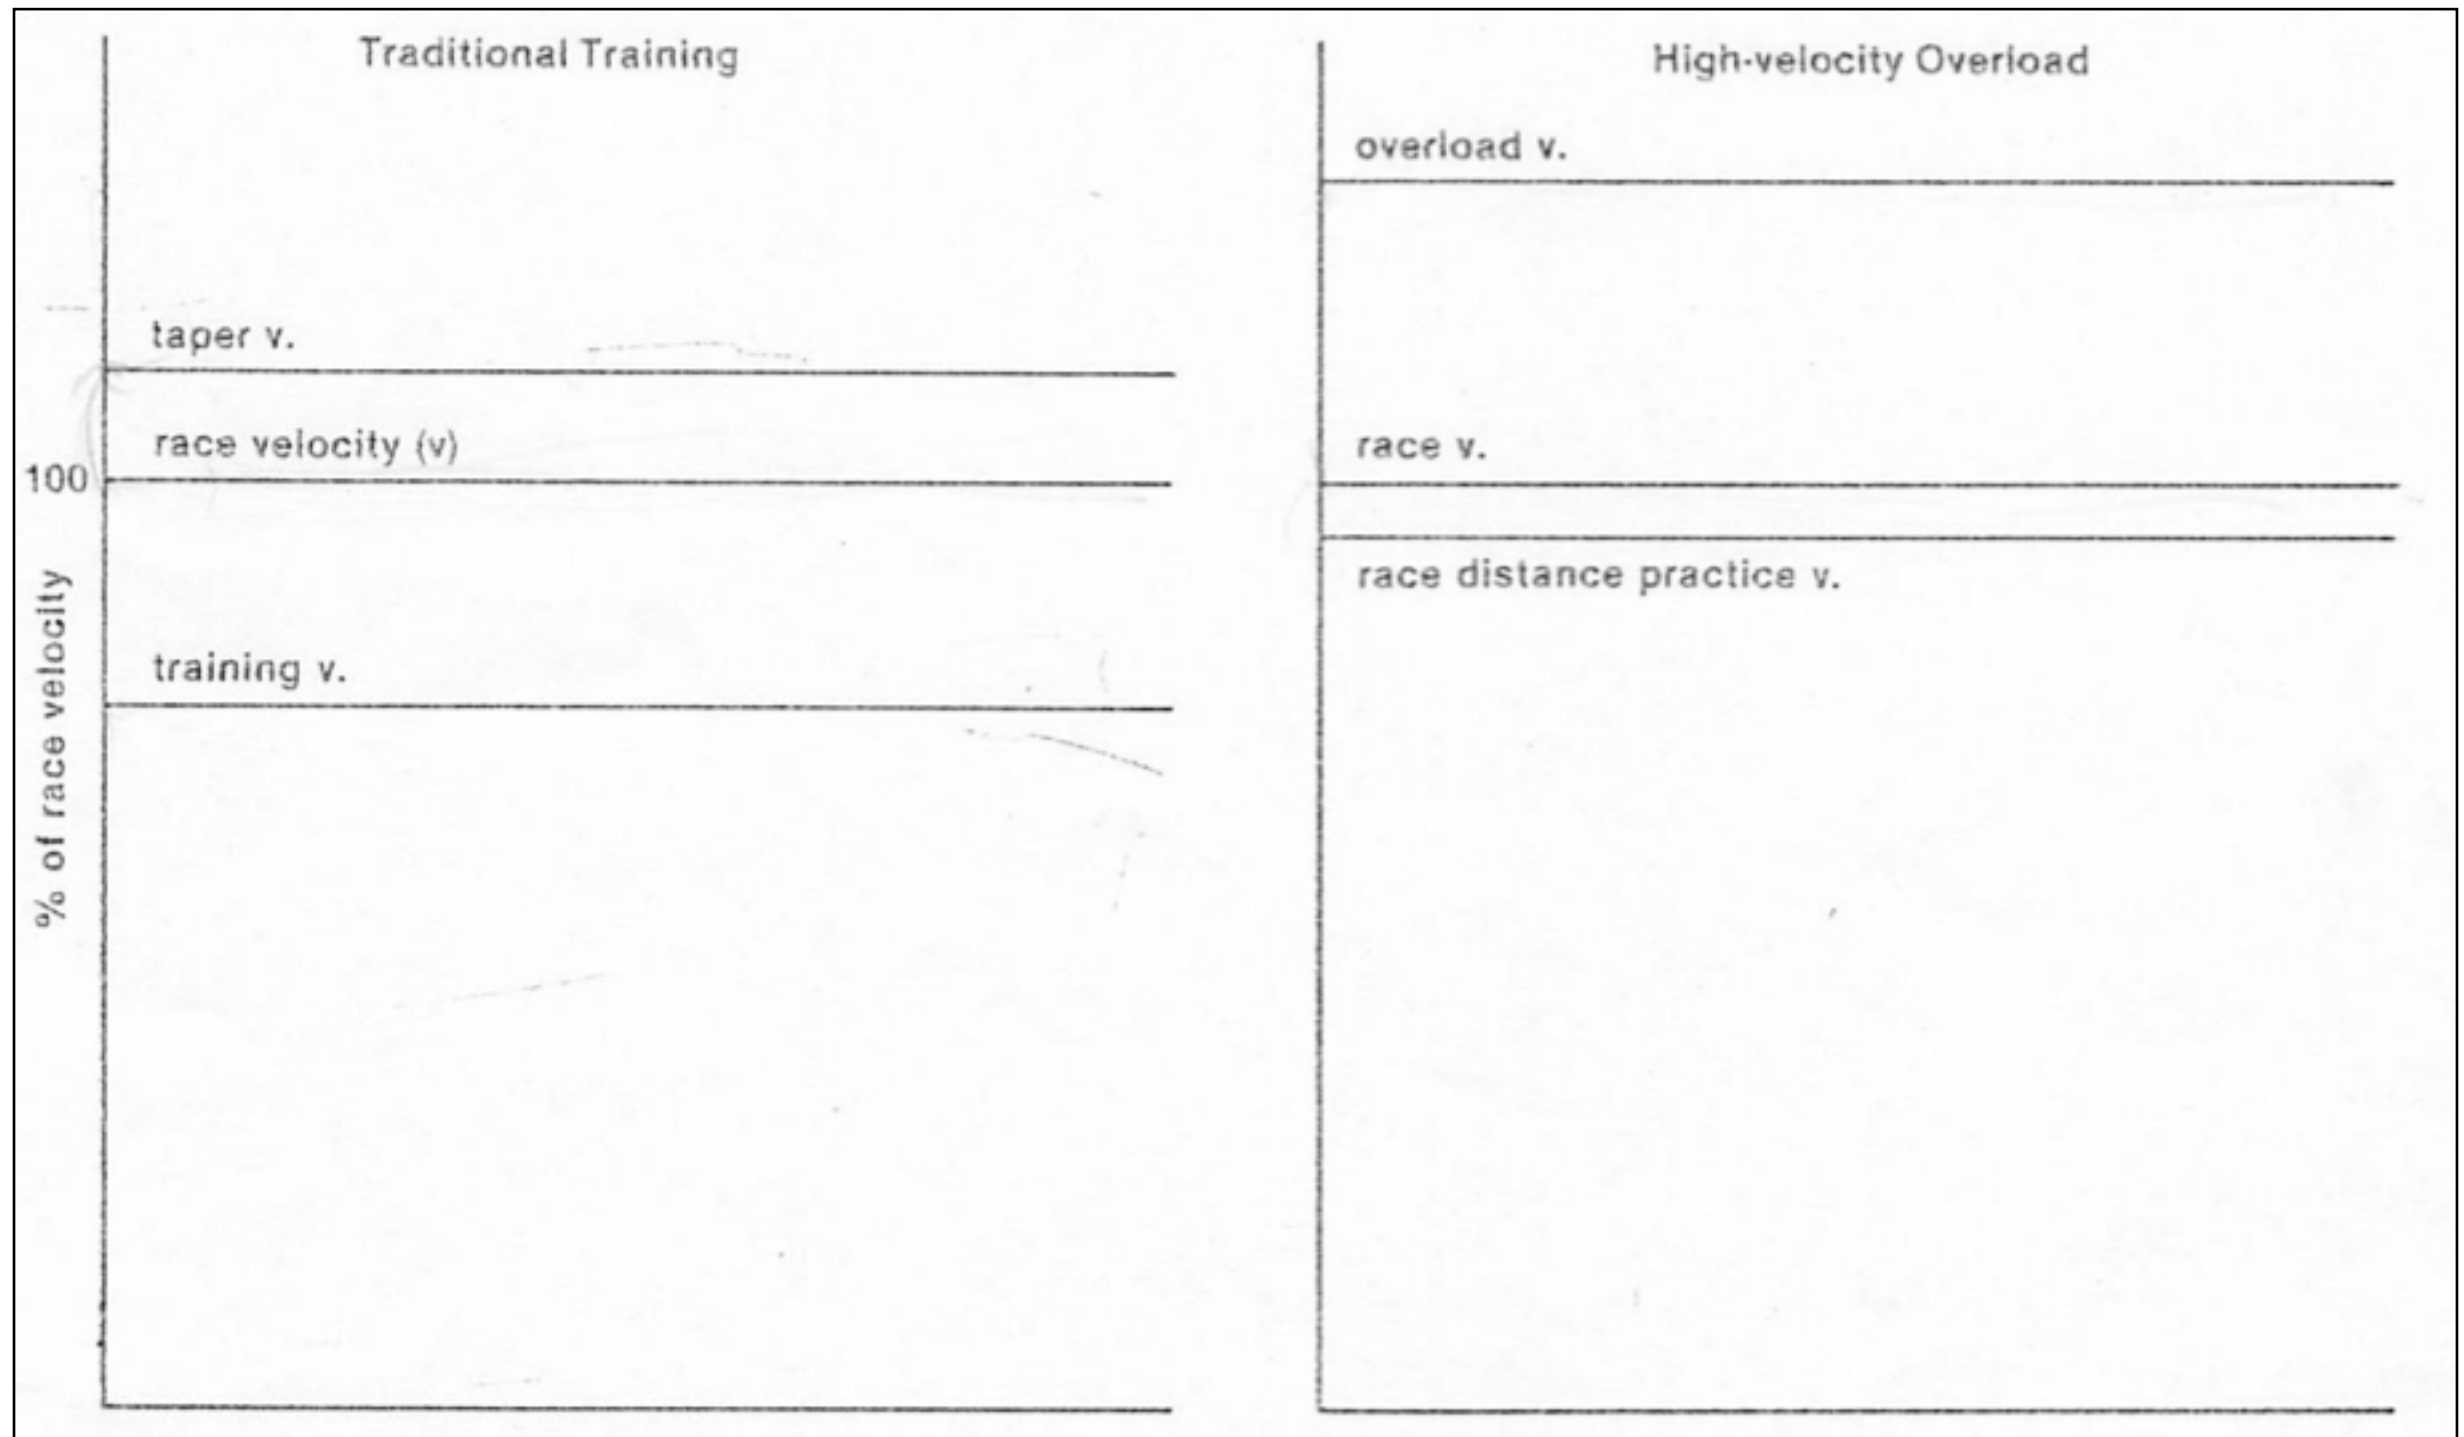 Traditional Training
taper v.
race velocity (v)
100
training v.
% of race velocity
High-velocity Overload
overload v.
race v.
race distance practice v.